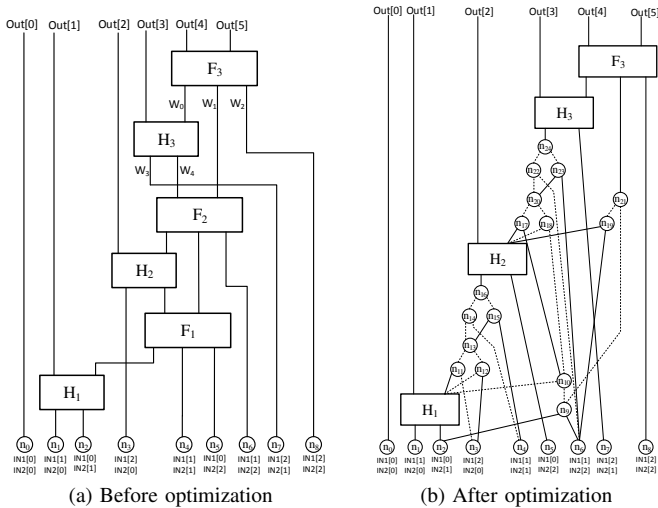 Out[0] Out[1] Out[2] Out[3] Out[4] Out[5]
F3
W0 W1 W2
H3
W3 W4
F2
H2
F1
H1
n0 n1 n2 n3 n4 n5 n6 n7 n8
IN1[0] IN1[1] IN1[0] IN1[2] IN1[1] IN1[0] IN1[1] IN1[2] IN1[2]
IN2[0] IN2[0] IN2[1] IN2[0] IN2[1] IN2[2] IN2[2] IN2[1] IN2[2]
(a) Before optimization
Out[0] Out[1] Out[2] Out[3] Out[4] Out[5]
F3
H3
n24
n22 n23
n20 n21
n17 n18 n19
H2
n16
n14 n15
n13
n11 n12
n10
H1 n9
n0 n1 n2 n3 n4 n5 n6 n7 n8
IN1[0] IN1[1] IN1[0] IN1[2] IN1[1] IN1[0] IN1[1] IN1[2] IN1[2]
IN2[0] IN2[0] IN2[1] IN2[0] IN2[1] IN2[2] IN2[2] IN2[1] IN2[2]
(b) After optimization